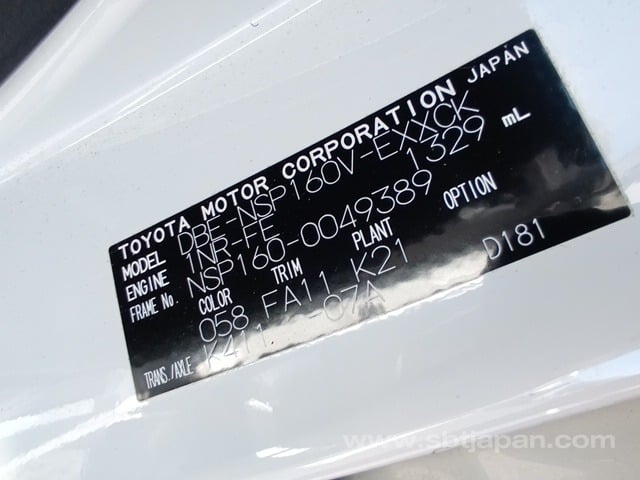 TOYOTA MOTOR CORPORATION JAPAN
MODEL DBE-NSP160V-EXXCK
ENGINE 1NR-FE 1329 mL
FRAME No. NSP160-0049389
COLOR TRIM PLANT OPTION
058 FA11 K21 D181
TRANS./AXLE K411 -07A
www.sbtjapan.com